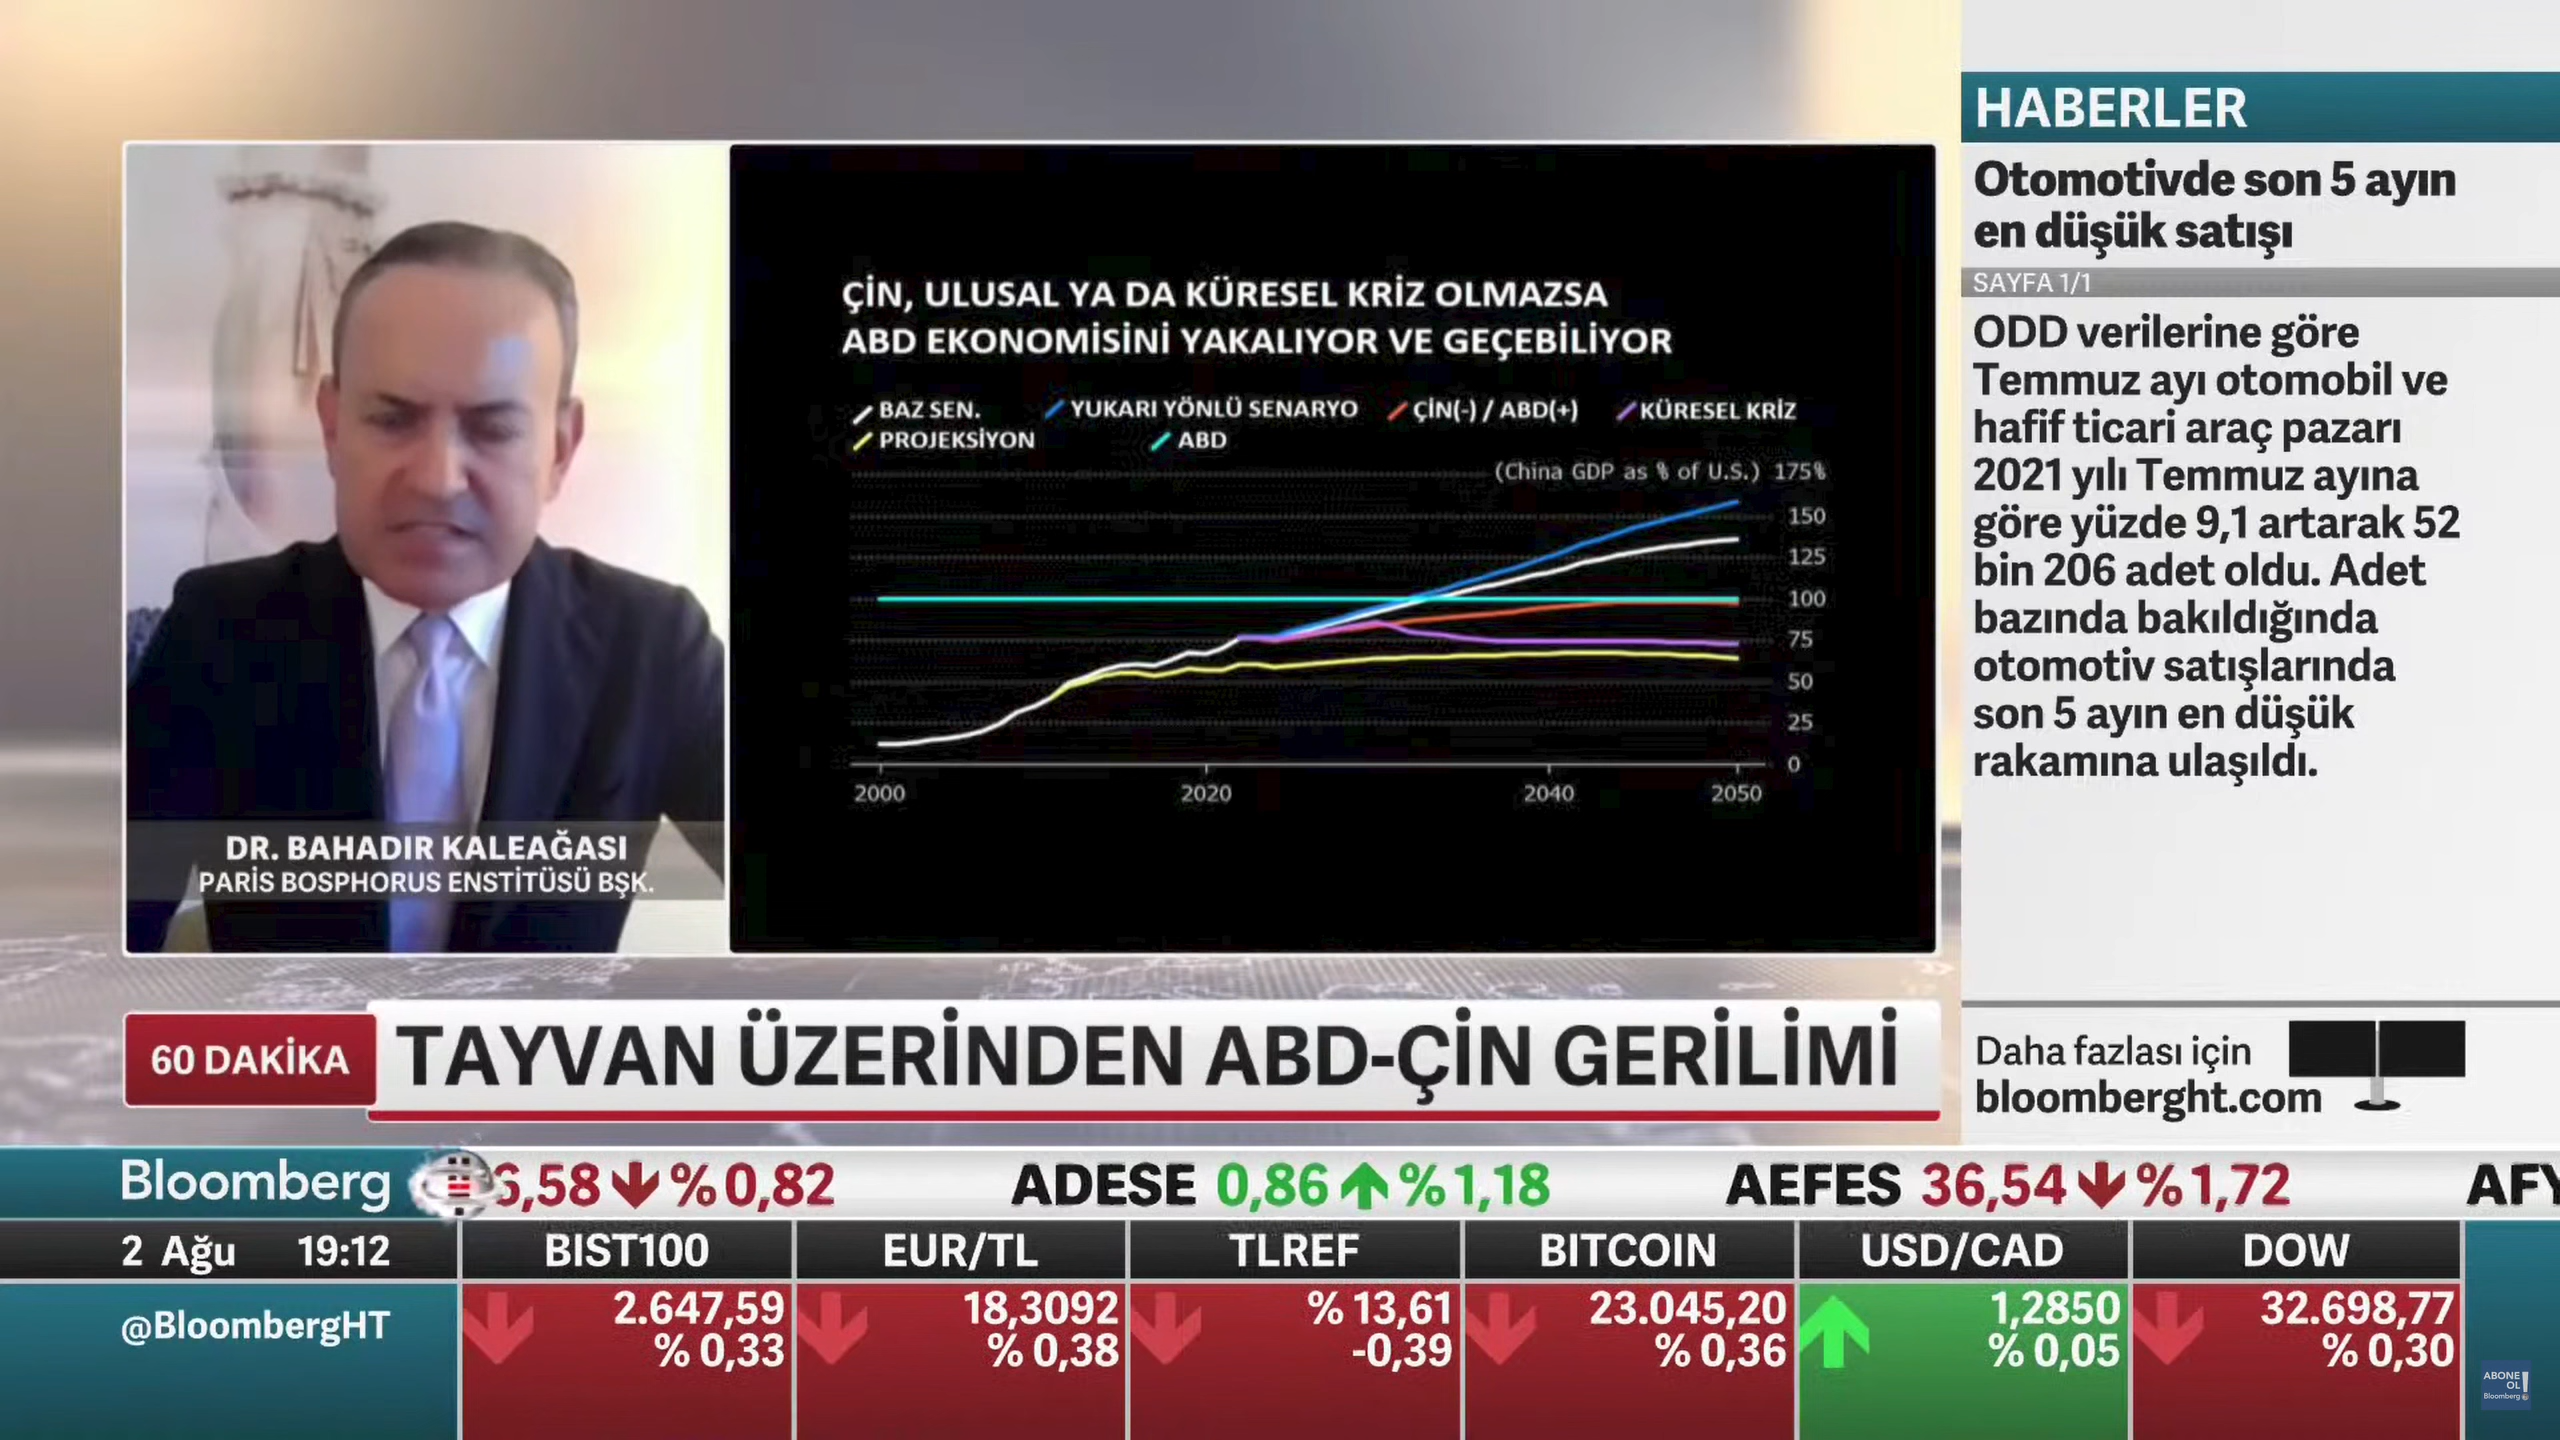 HABERLER
Otomotivde son 5 ayın
en düşük satışı
SAYFA 1/1
ODD verilerine göre
Temmuz ayı otomobil ve
hafif ticari araç pazarı
2021 yılı Temmuz ayına
göre yüzde 9,1 artarak 52
bin 206 adet oldu. Adet
bazında bakıldığında
otomotiv satışlarında
son 5 ayın en düşük
rakamına ulaşıldı.
Daha fazlası için
bloomberght.com
ÇİN, ULUSAL YA DA KÜRESEL KRİZ OLMAZSA
ABD EKONOMİSİNİ YAKALIYOR VE GEÇEBİLİYOR
BAZ SEN. YUKARI YÖNLÜ SENARYO ÇİN(-) / ABD(+) KÜRESEL KRİZ
PROJEKSİYON ABD
(China GDP as % of U.S.) 175%
150
125
100
75
50
25
0
2000 2020 2040 2050
DR. BAHADIR KALEAĞASI
PARİS BOSPHORUS ENSTİTÜSÜ BŞK.
60 DAKİKA TAYVAN ÜZERİNDEN ABD-ÇİN GERİLİMİ
Bloomberg 6,58 %0,82 ADESE 0,86 %1,18 AEFES 36,54 %1,72 AFY
2 Ağu 19:12 BIST100 EUR/TL TLREF BITCOIN USD/CAD DOW
@BloombergHT 2.647,59 18,3092 % 13,61 23.045,20 1,2850 32.698,77
% 0,33 % 0,38 -0,39 % 0,36 % 0,05 % 0,30
ABONE
OL!
Bloomberg